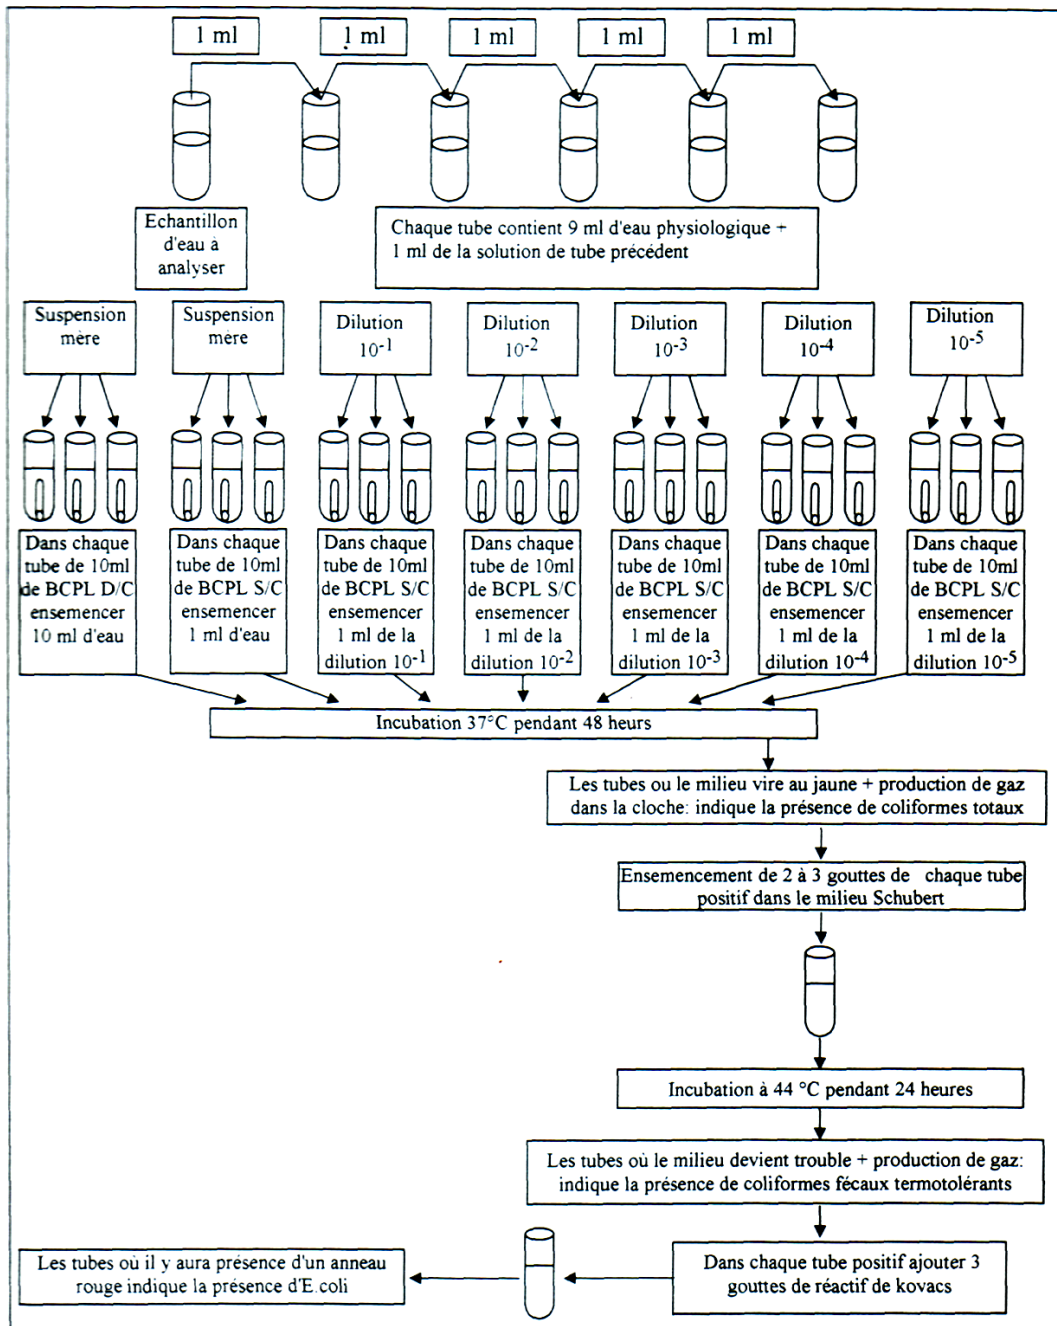 1 ml
1 ml
1 ml
1 ml
1 ml
Echantillon
d'eau à
analyser
Chaque tube contient 9 ml d'eau physiologique +
1 ml de la solution de tube précédent
Suspension
mère
Suspension
mère
Dilution
10-1
Dilution
10-2
Dilution
10-3
Dilution
10-4
Dilution
10-5
Dans chaque
tube de 10ml
de BCPL D/C
ensemencer
10 ml d'eau
Dans chaque
tube de 10ml
de BCPL S/C
ensemencer
1 ml d'eau
Dans chaque
tube de 10ml
de BCPL S/C
ensemencer
1 ml de la
dilution 10-1
Dans chaque
tube de 10ml
de BCPL S/C
ensemencer
1 ml de la
dilution 10-2
Dans chaque
tube de 10ml
de BCPL S/C
ensemencer
1 ml de la
dilution 10-3
Dans chaque
tube de 10ml
de BCPL S/C
ensemencer
1 ml de la
dilution 10-4
Dans chaque
tube de 10ml
de BCPL S/C
ensemencer
1 ml de la
dilution 10-5
Incubation 37°C pendant 48 heurs
Les tubes ou le milieu vire au jaune + production de gaz
dans la cloche: indique la présence de coliformes totaux
Ensemencement de 2 à 3 gouttes de chaque tube
positif dans le milieu Schubert
Incubation à 44 °C pendant 24 heures
Les tubes où le milieu devient trouble + production de gaz:
indique la présence de coliformes fécaux termotolérants
Dans chaque tube positif ajouter 3
gouttes de réactif de kovacs
Les tubes où il y aura présence d'un anneau
rouge indique la présence d'E.coli